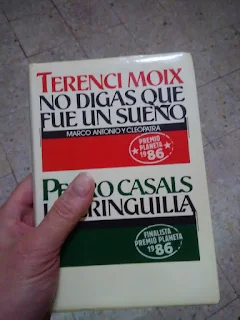 TERENCI MOIX
NO DIGAS QUE
FUE UN SUEÑO
MARCO ANTONIO Y CLEOPATRA
PREMIO
PLANETA
1986
CASALS
RINGUILLA
FINALISTA
PREMIO PLANETA
1986